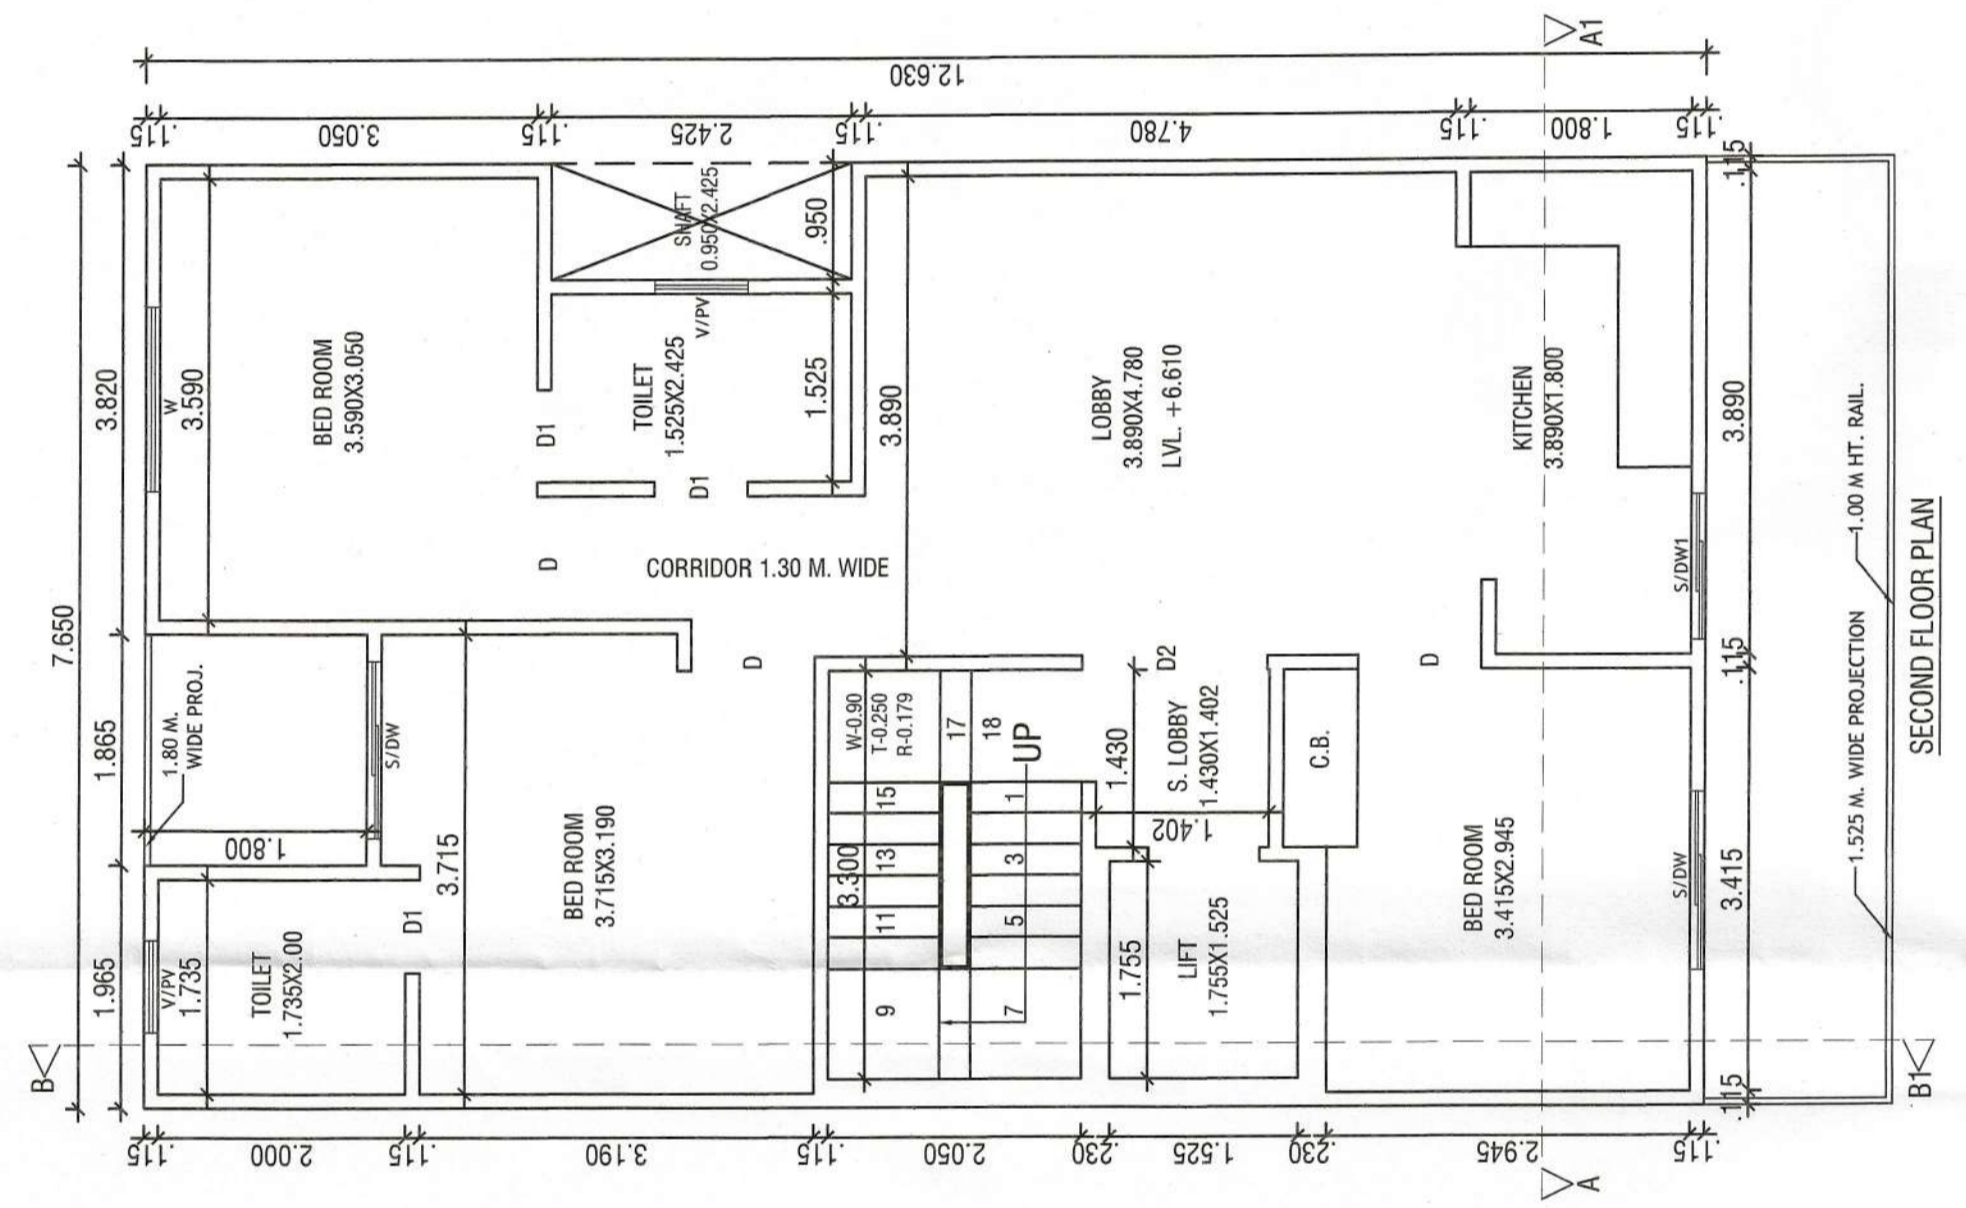 A1
12.630
.115
3.050
.115
2.425
.115
4.780
.115
1.800
.115
7.650
3.820
1.865
1.965
W
3.590
BED ROOM
3.590X3.050
SHAFT
0.950X2.425
.950
V/PV
TOILET
1.525X2.425
1.525
D1
D1
D
CORRIDOR 1.30 M. WIDE
3.890
LOBBY
3.890X4.780
LVL. +6.610
KITCHEN
3.890X1.800
S/DW1
.115
3.890
.115
3.415
.115
1.80 M.
WIDE PROJ.
S/DW
1.800
3.715
BED ROOM
3.715X3.190
D
V/PV
1.735
TOILET
1.735X2.00
D1
W-0.90
T-0.250
R-0.179
17
18
UP
15
13
11
9
1
3
5
7
3.300
D2
1.430
S. LOBBY
1.430X1.402
1.402
C.B.
D
LIFT
1.755X1.525
1.755
BED ROOM
3.415X2.945
S/DW
1.525 M. WIDE PROJECTION
1.00 M HT. RAIL.
B
B1
.115
2.000
.115
3.190
.115
2.050
.230
1.525
.230
2.945
.115
A
SECOND FLOOR PLAN